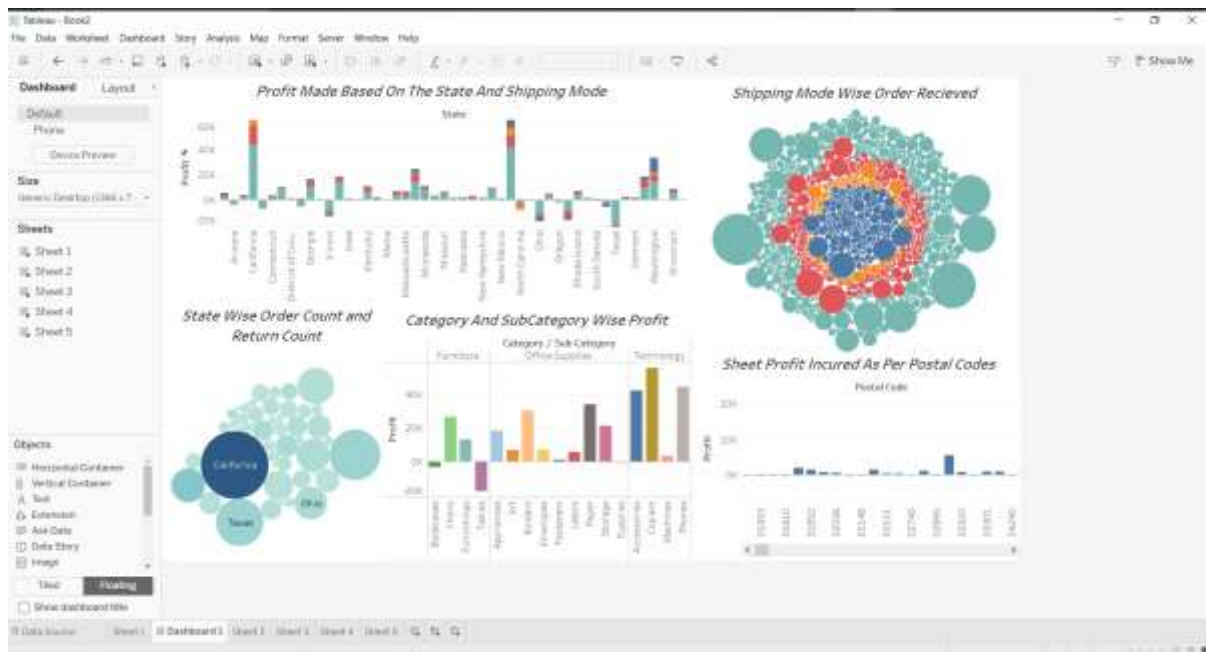 Tableau - Book2
File Data Worksheet Dashboard Story Analysis Map Format Server Window Help
Show Me
Dashboard Layout
Default
Phone
Device Preview
Size
Generic Desktop (1366 x 7
Sheets
Sheet 1
Sheet 2
Sheet 3
Sheet 4
Sheet 5
Objects
Horizontal Container
Vertical Container
Text
Extension
Ask Data
Data Story
Image
Tiled Floating
Show dashboard title
Profit Made Based On The State And Shipping Mode
State
60K
40K
20K
0K
-20K
Arizona
California
Connecticut
Georgia
Iowa
Kentucky
Maine
Massachusetts
Minnesota
Missouri
New Hampshire
New Mexico
North Carolina
Ohio
Oregon
Rhode Island
South Dakota
Texas
Vermont
Washington
Wisconsin
Shipping Mode Wise Order Recieved
State Wise Order Count and
Return Count
California
Texas
Ohio
Category And SubCategory Wise Profit
Category / Sub-Category
Furniture Office Supplies Technology
Profit
40K
20K
0K
-20K
Bookcases
Chairs
Furnishings
Tables
Appliances
Art
Binders
Envelopes
Fasteners
Labels
Paper
Storage
Supplies
Accessories
Copiers
Machines
Phones
Sheet Profit Incured As Per Postal Codes
Postal Code
Profit
20K
10K
0K
Data Source Sheet 1 Dashboard 1 Sheet 2 Sheet 3 Sheet 4 Sheet 5